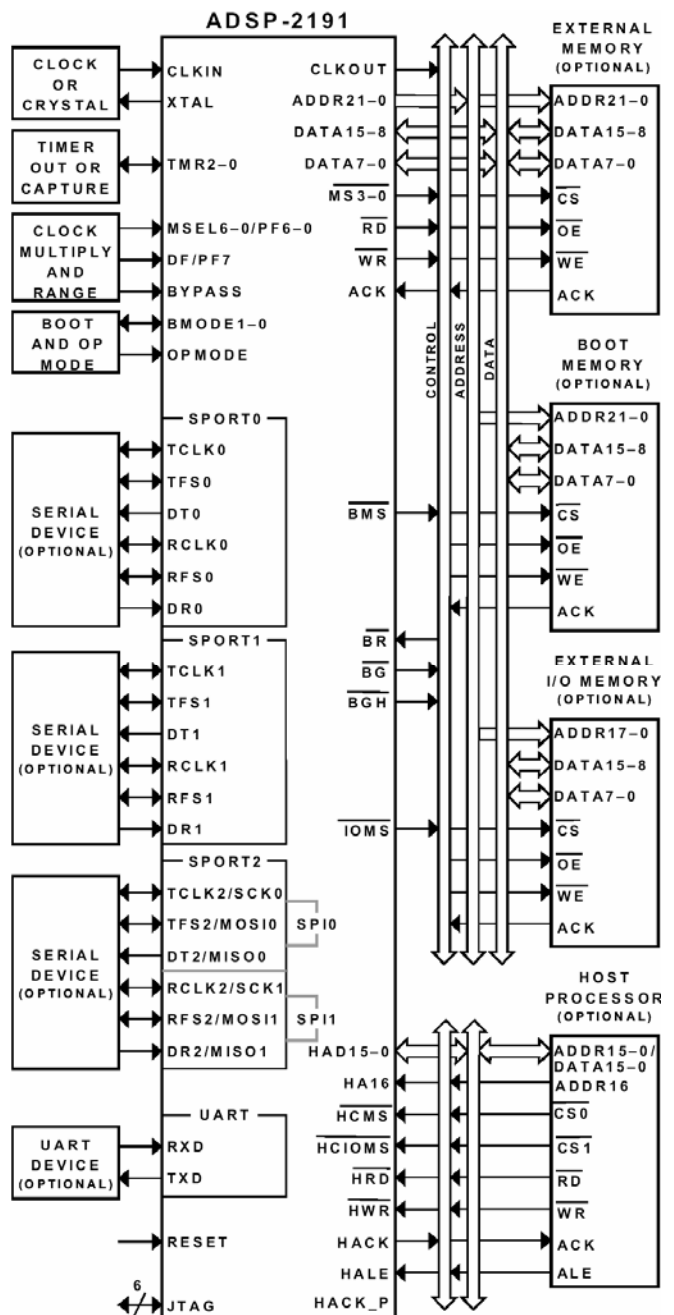 ADSP-2191
CLOCK
OR
CRYSTAL
TIMER
OUT OR
CAPTURE
CLOCK
MULTIPLY
AND
RANGE
BOOT
AND OP
MODE
SERIAL
DEVICE
(OPTIONAL)
SERIAL
DEVICE
(OPTIONAL)
SERIAL
DEVICE
(OPTIONAL)
UART
DEVICE
(OPTIONAL)
6
CLKIN
XTAL
TMR2-0
MSEL6-0/PF6-0
DF/PF7
BYPASS
BMODE1-0
OPMODE
SPORT0
TCLK0
TFS0
DT0
RCLK0
RFS0
DR0
SPORT1
TCLK1
TFS1
DT1
RCLK1
RFS1
DR1
SPORT2
TCLK2/SCK0
TFS2/MOSI0
SPI0
DT2/MISO0
RCLK2/SCK1
RFS2/MOSI1
SPI1
DR2/MISO1
UART
RXD
TXD
RESET
JTAG
CLKOUT
ADDR21-0
DATA15-8
DATA7-0
MS3-0
RD
WR
ACK
BMS
BR
BG
BGH
IOMS
HAD15-0
HA16
HCMS
HCIOMS
HRD
HWR
HACK
HALE
HACK_P
CONTROL
ADDRESS
DATA
EXTERNAL
MEMORY
(OPTIONAL)
ADDR21-0
DATA15-8
DATA7-0
CS
OE
WE
ACK
BOOT
MEMORY
(OPTIONAL)
ADDR21-0
DATA15-8
DATA7-0
CS
OE
WE
ACK
EXTERNAL
I/O MEMORY
(OPTIONAL)
ADDR17-0
DATA15-8
DATA7-0
CS
OE
WE
ACK
HOST
PROCESSOR
(OPTIONAL)
ADDR15-0/
DATA15-0
ADDR16
CS0
CS1
RD
WR
ACK
ALE